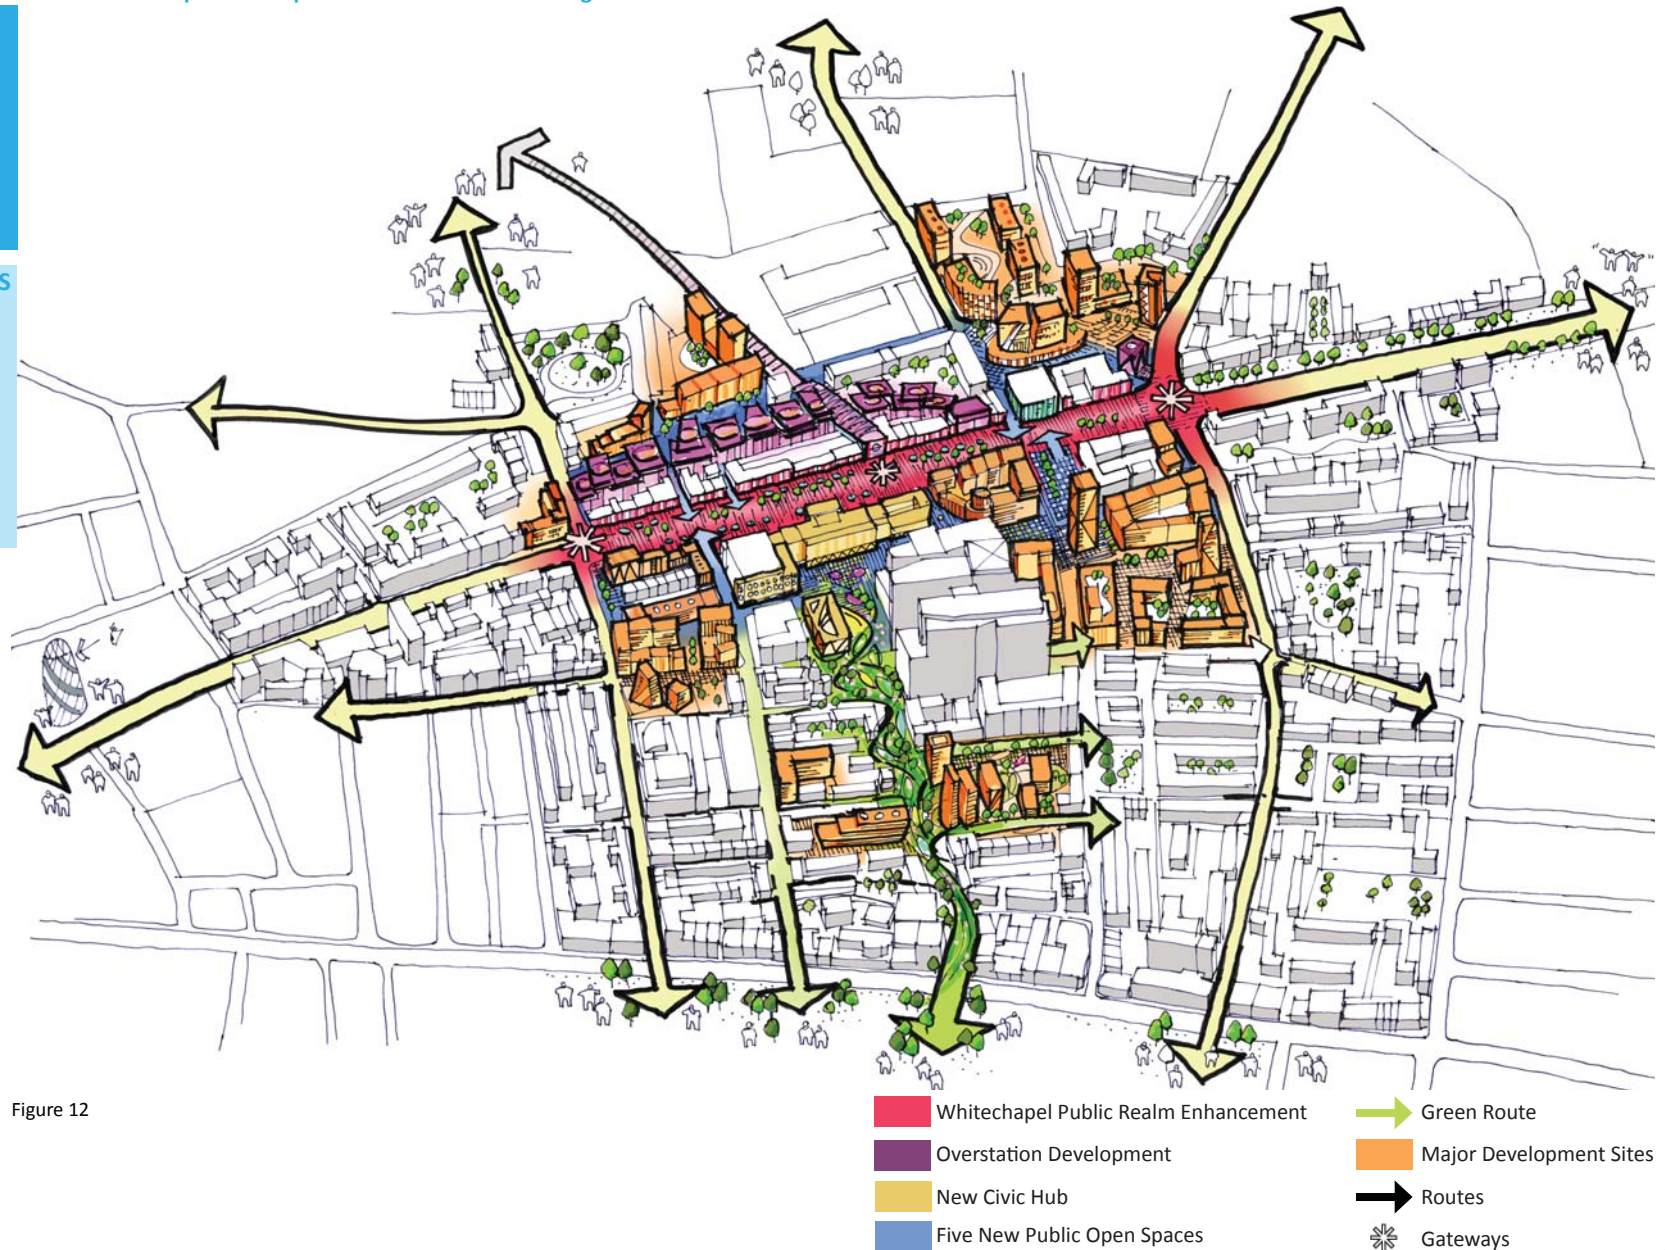 S
Figure 12
Whitechapel Public Realm Enhancement
Overstation Development
New Civic Hub
Five New Public Open Spaces
Green Route
Major Development Sites
Routes
Gateways